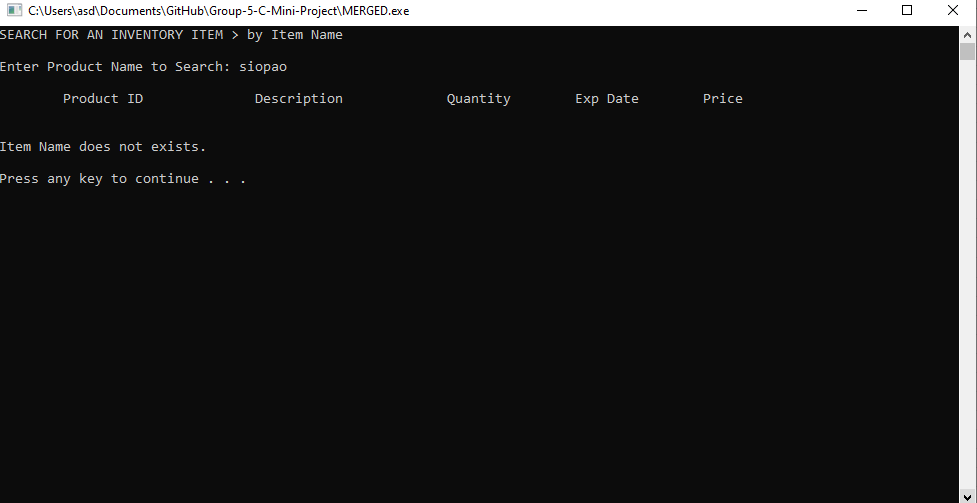 C:\Users\asd\Documents\GitHub\Group-5-C-Mini-Project\MERGED.exe
SEARCH FOR AN INVENTORY ITEM > by Item Name
Enter Product Name to Search: siopao
Product ID Description Quantity Exp Date Price
Item Name does not exists.
Press any key to continue . . .